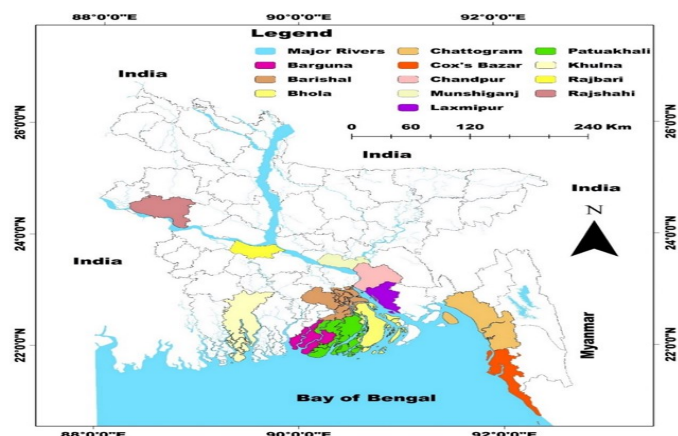 88°0'0"E 90°0'0"E 92°0'0"E
Legend
Major Rivers Chattogram Patuakhali
Barguna Cox's Bazar Khulna
Barishal Chandpur Rajbari
Bhola Munshiganj Rajshahi
Laxmipur
India
0 60 120 240 Km
26°0'0"N 26°0'0"N
India
India
N
24°0'0"N 24°0'0"N
India
Myanmar
22°0'0"N 22°0'0"N
Bay of Bengal
88°0'0"E 90°0'0"E 92°0'0"E